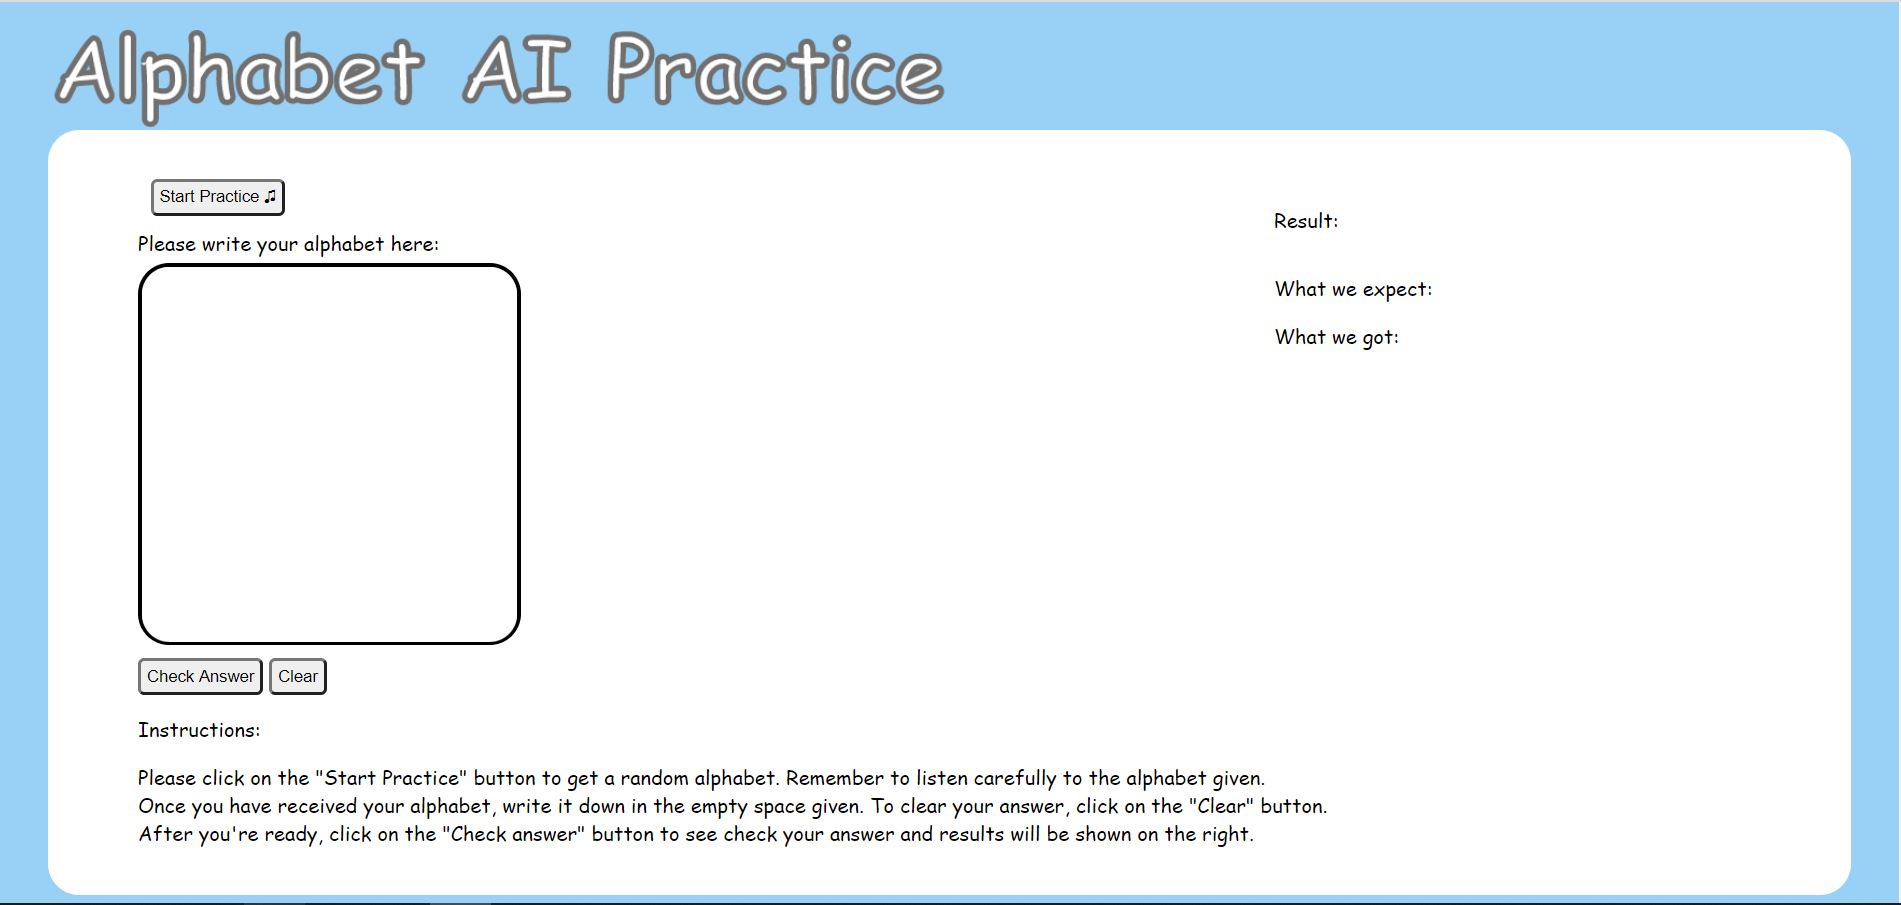 Alphabet AI Practice
Start Practice ♫
Please write your alphabet here:
Result:
What we expect:
What we got:
Check Answer
Clear
Instructions:
Please click on the "Start Practice" button to get a random alphabet. Remember to listen carefully to the alphabet given.
Once you have received your alphabet, write it down in the empty space given. To clear your answer, click on the "Clear" button.
After you're ready, click on the "Check answer" button to see check your answer and results will be shown on the right.